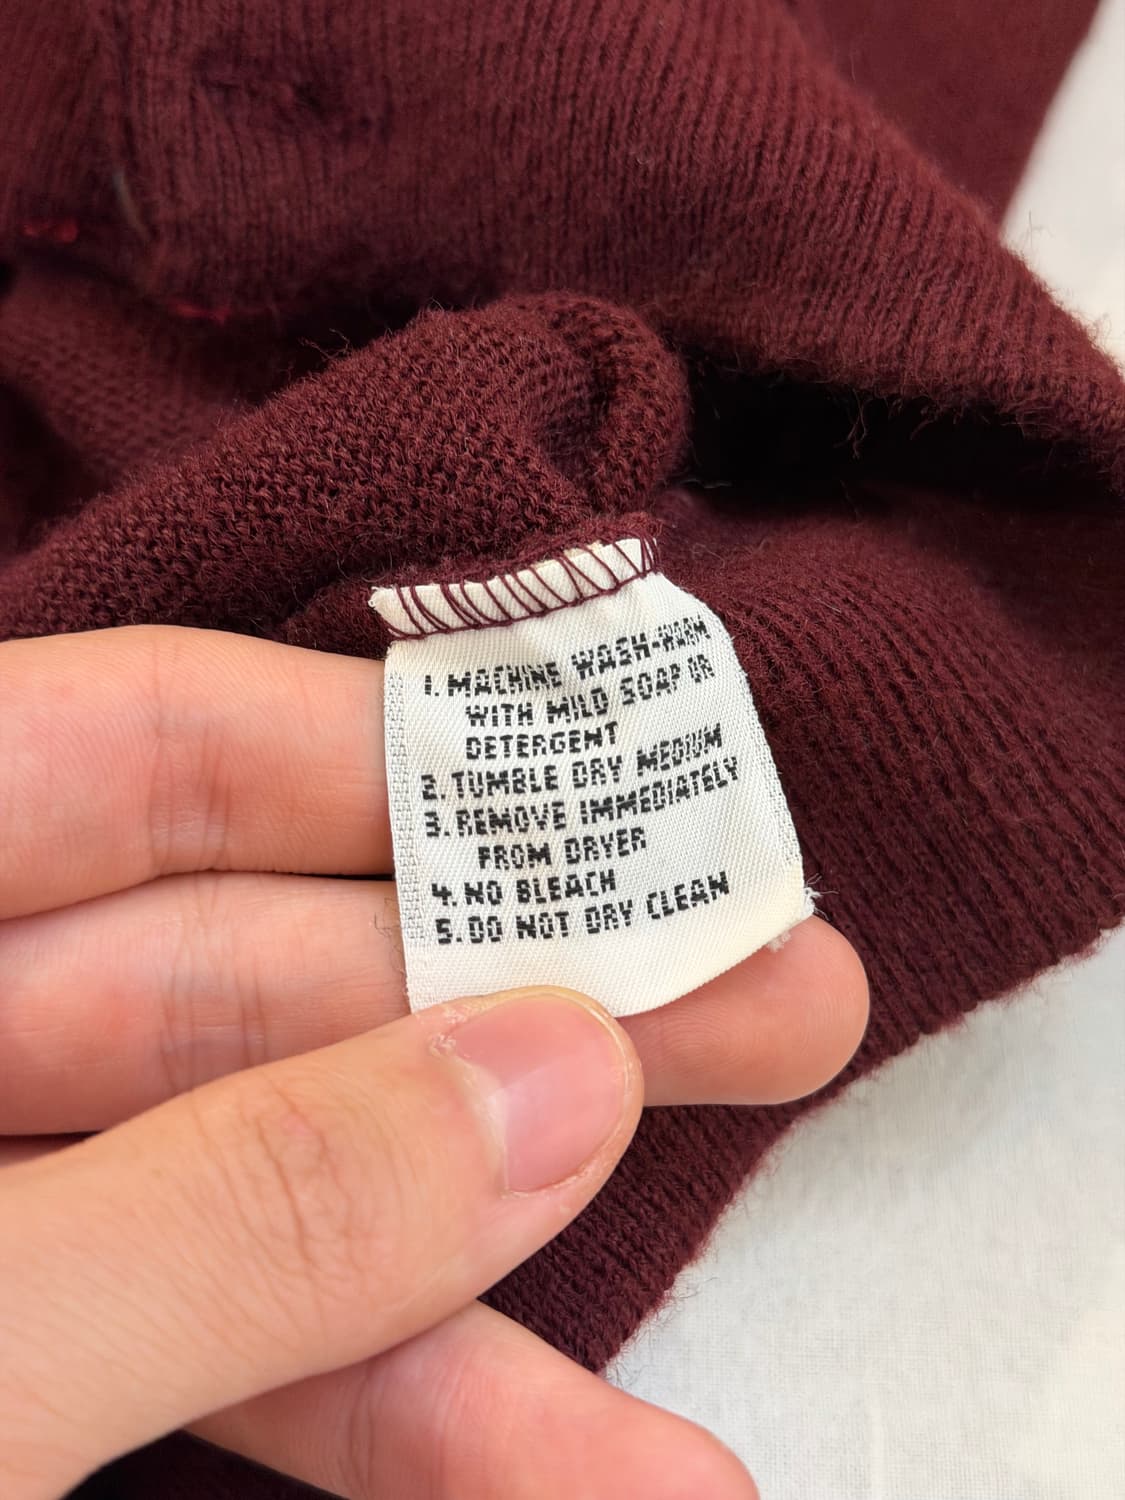 1. MACHINE WASH-WARM
WITH MILD SOAP OR
DETERGENT
2. TUMBLE DRY MEDIUM
3. REMOVE IMMEDIATELY
FROM DRYER
4. NO BLEACH
5. DO NOT DRY CLEAN